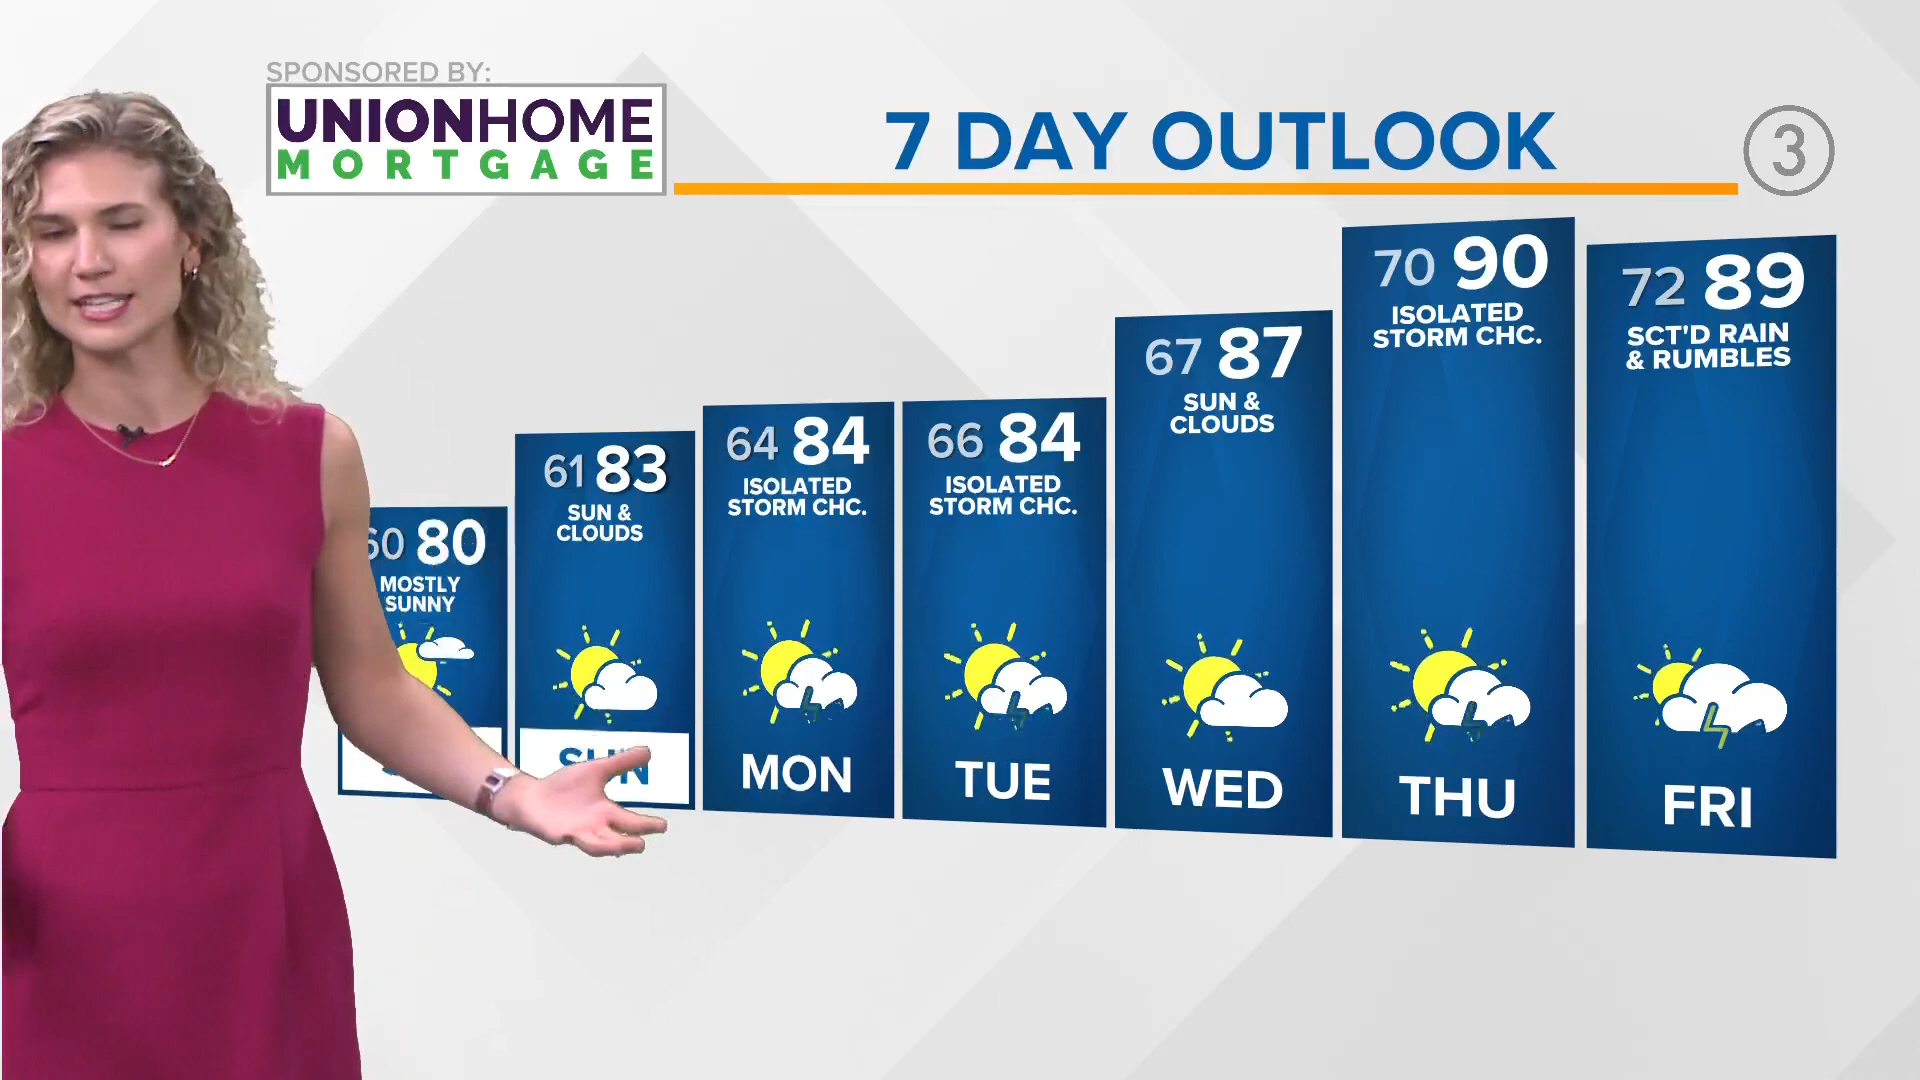 SPONSORED BY:
UNIONHOME
MORTGAGE
7 DAY OUTLOOK
3
60 80
MOSTLY
SUNNY
61 83
SUN &
CLOUDS
SUN
64 84
ISOLATED
STORM CHC.
MON
66 84
ISOLATED
STORM CHC.
TUE
67 87
SUN &
CLOUDS
WED
70 90
ISOLATED
STORM CHC.
THU
72 89
SCT'D RAIN
& RUMBLES
FRI